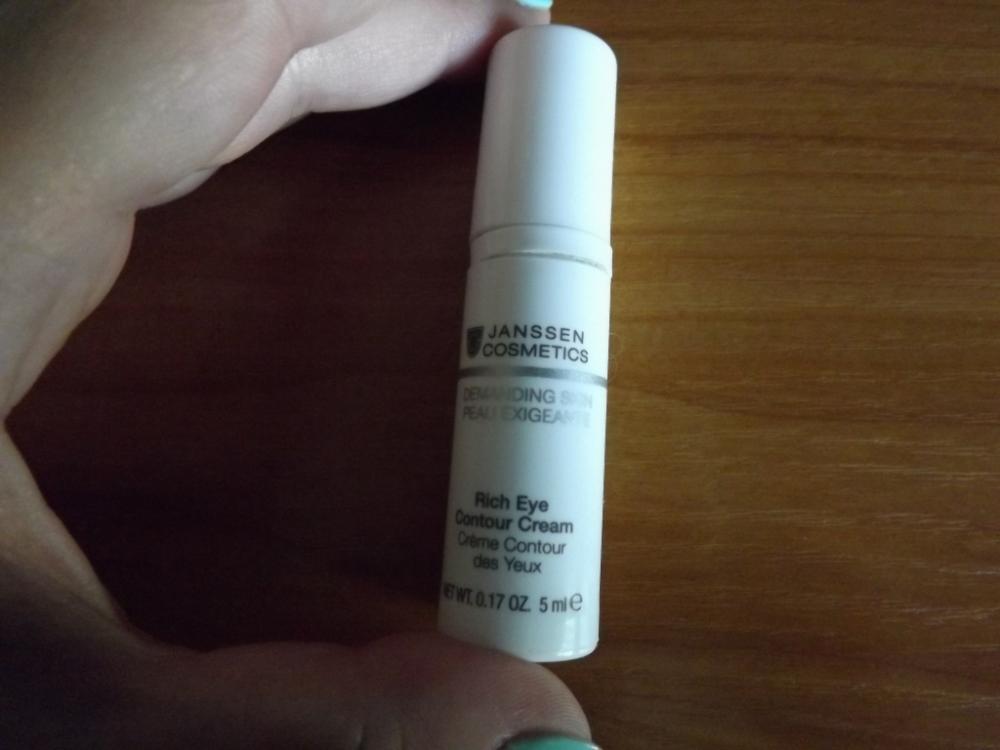 JANSSEN
COSMETICS
DEMANDING SKIN
PEAU EXIGEANTE
Rich Eye
Contour Cream
Crème Contour
des Yeux
NET WT. 0.17 OZ. 5 ml e